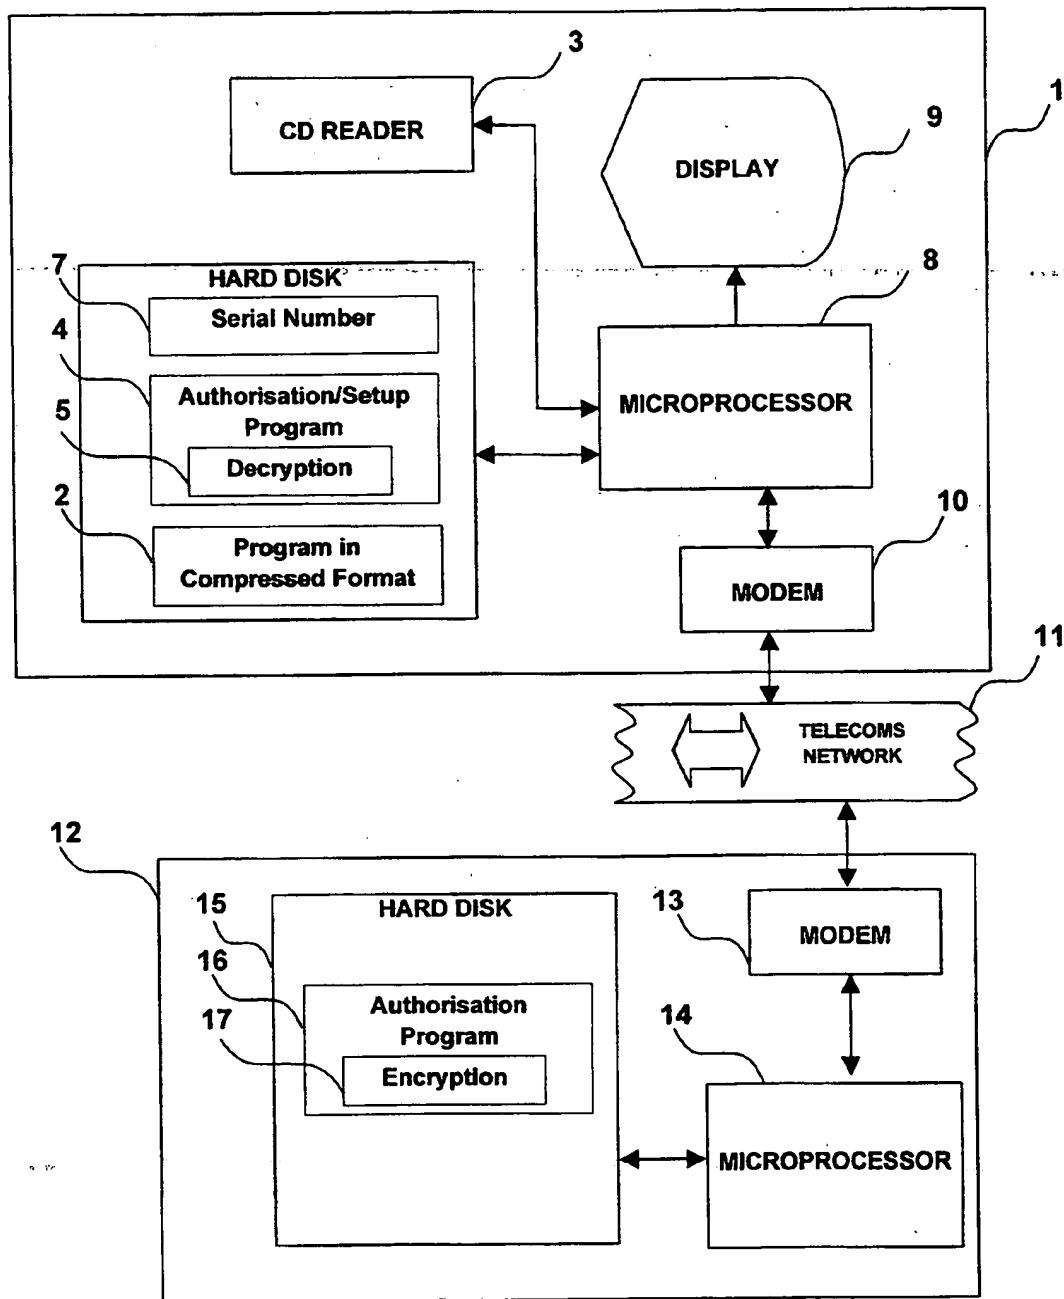 3
1
CD READER
9
DISPLAY
7
HARD DISK
8
Serial Number
4
Authorisation/Setup
Program
MICROPROCESSOR
5
Decryption
2
10
Program in
Compressed Format
MODEM
11
TELECOMS
NETWORK
12
15
HARD DISK
13
MODEM
16
Authorisation
Program
17
14
Encryption
MICROPROCESSOR